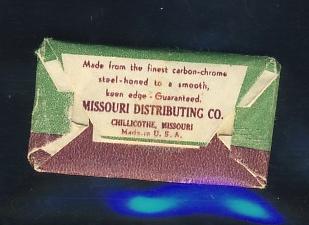 Made from the finest carbon-chrome
steel-honed to a smooth,
keen edge - Guaranteed.
MISSOURI DISTRIBUTING CO.
CHILLICOTHE, MISSOURI
Made in U. S. A.